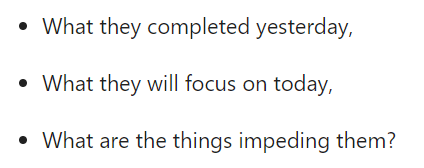 • What they completed yesterday,
• What they will focus on today,
• What are the things impeding them?